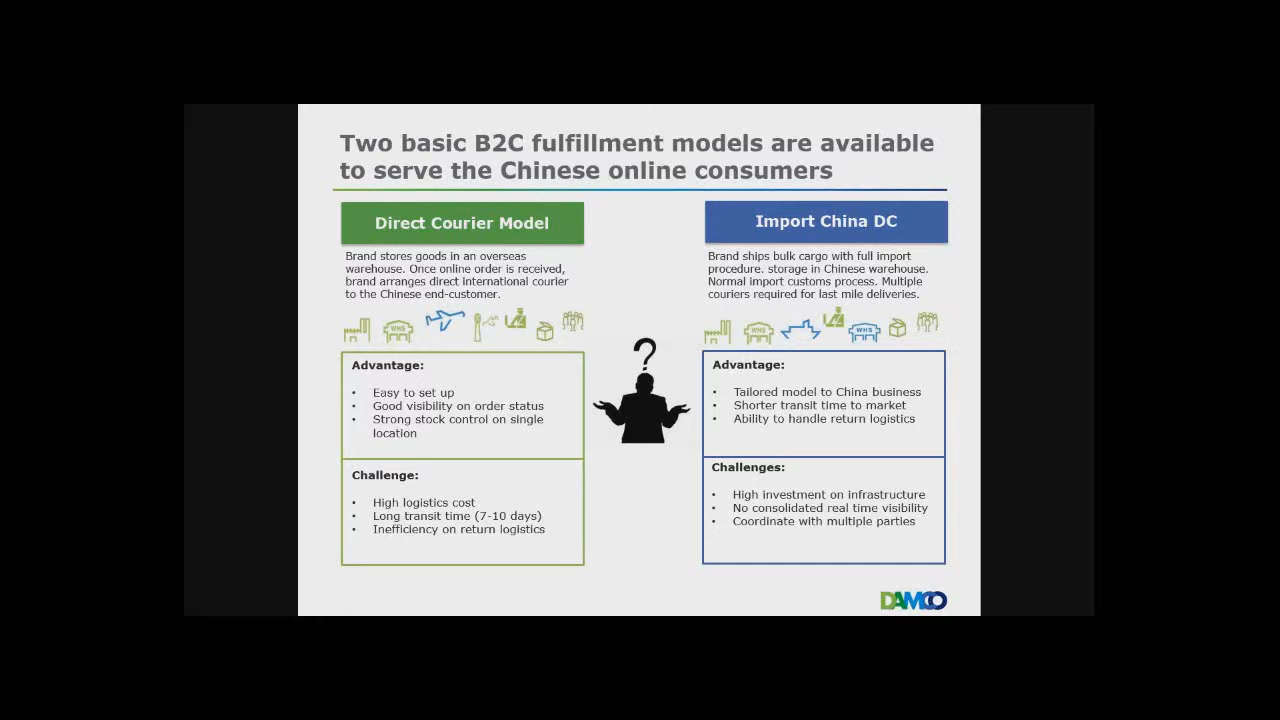 Two basic B2C fulfillment models are available
to serve the Chinese online consumers
Direct Courier Model
Brand stores goods in an overseas
warehouse. Once online order is received,
brand arranges direct international courier
to the Chinese end-customer.
WHS
Advantage:
• Easy to set up
• Good visibility on order status
• Strong stock control on single
location
Challenge:
• High logistics cost
• Long transit time (7-10 days)
• Inefficiency on return logistics
?
Import China DC
Brand ships bulk cargo with full import
procedure. storage in Chinese warehouse.
Normal import customs process. Multiple
couriers required for last mile deliveries.
WHS
WHS
Advantage:
• Tailored model to China business
• Shorter transit time to market
• Ability to handle return logistics
Challenges:
• High investment on infrastructure
• No consolidated real time visibility
• Coordinate with multiple parties
DAMCO